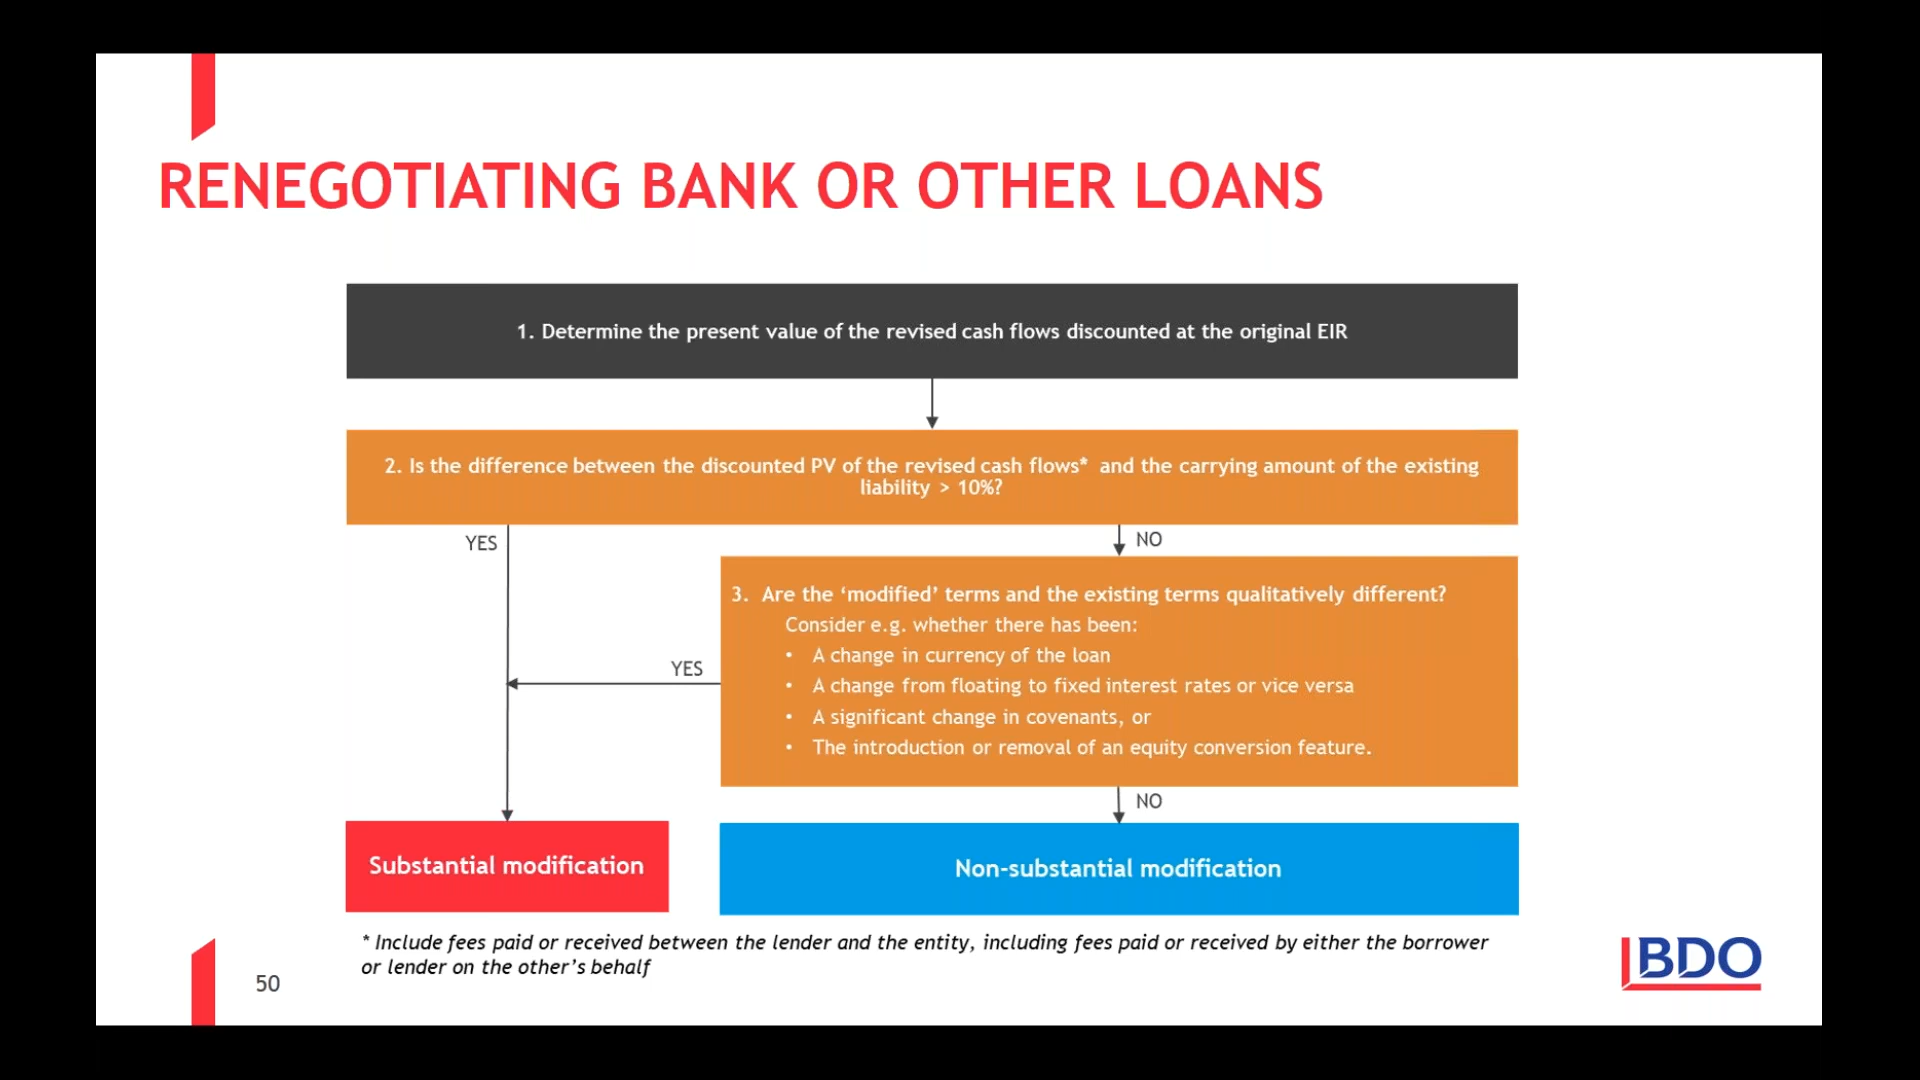 RENEGOTIATING BANK OR OTHER LOANS
1. Determine the present value of the revised cash flows discounted at the original EIR
2. Is the difference between the discounted PV of the revised cash flows* and the carrying amount of the existing
liability > 10%?
YES
NO
3. Are the ‘modified’ terms and the existing terms qualitatively different?
Consider e.g. whether there has been:
• A change in currency of the loan
• A change from floating to fixed interest rates or vice versa
• A significant change in covenants, or
• The introduction or removal of an equity conversion feature.
YES
NO
Substantial modification
Non-substantial modification
* Include fees paid or received between the lender and the entity, including fees paid or received by either the borrower
or lender on the other’s behalf
50
BDO